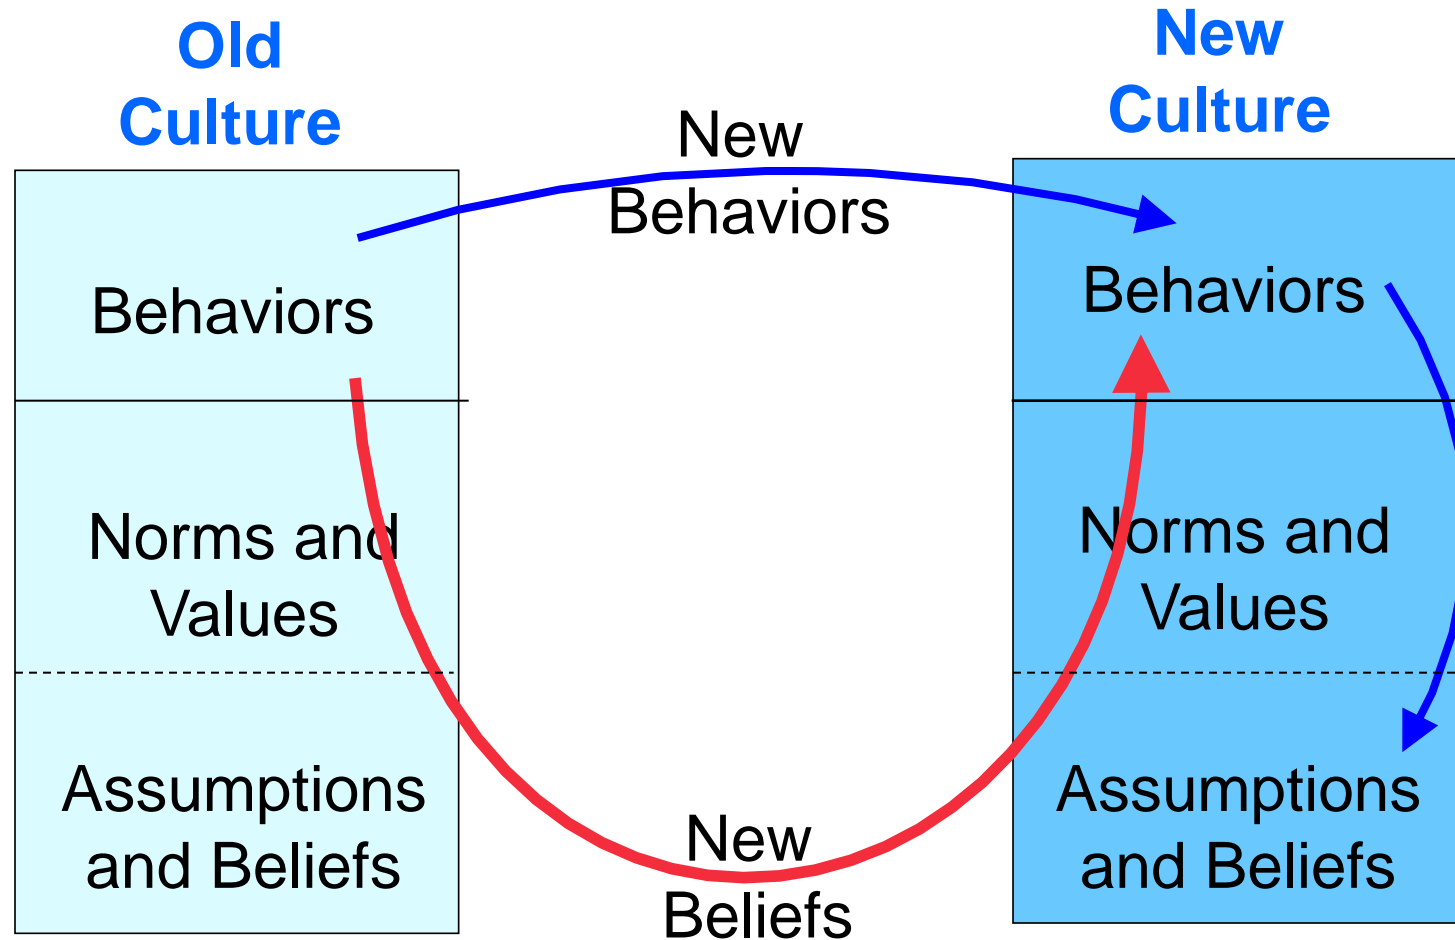 Old
Culture
New
Culture
New
Behaviors
Behaviors
Behaviors
Norms and
Values
Norms and
Values
Assumptions
and Beliefs
New
Beliefs
Assumptions
and Beliefs